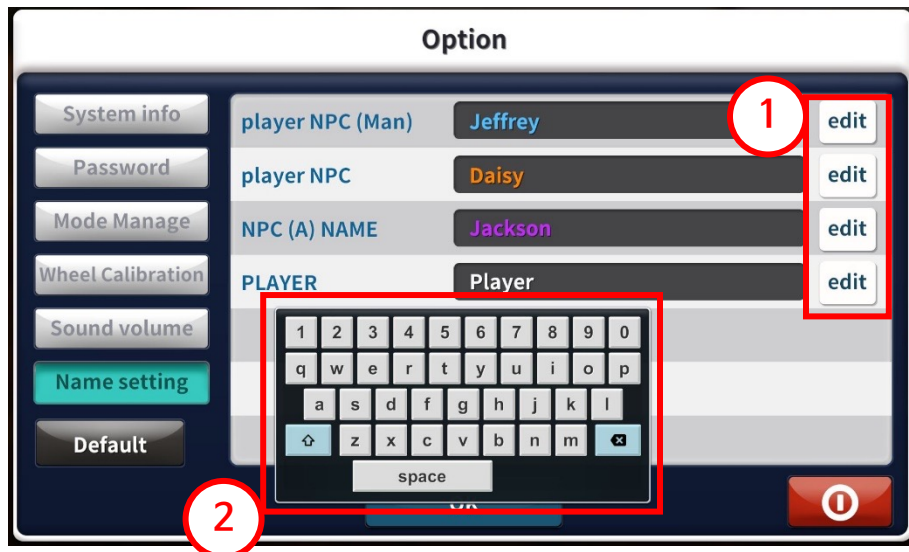 Option
System info
Password
Mode Manage
Wheel Calibration
Sound volume
Name setting
Default
player NPC (Man) Jeffrey edit
player NPC Daisy edit
NPC (A) NAME Jackson edit
PLAYER Player edit
1
1 2 3 4 5 6 7 8 9 0
q w e r t y u i o p
a s d f g h j k l
z x c v b n m
space
OK
2